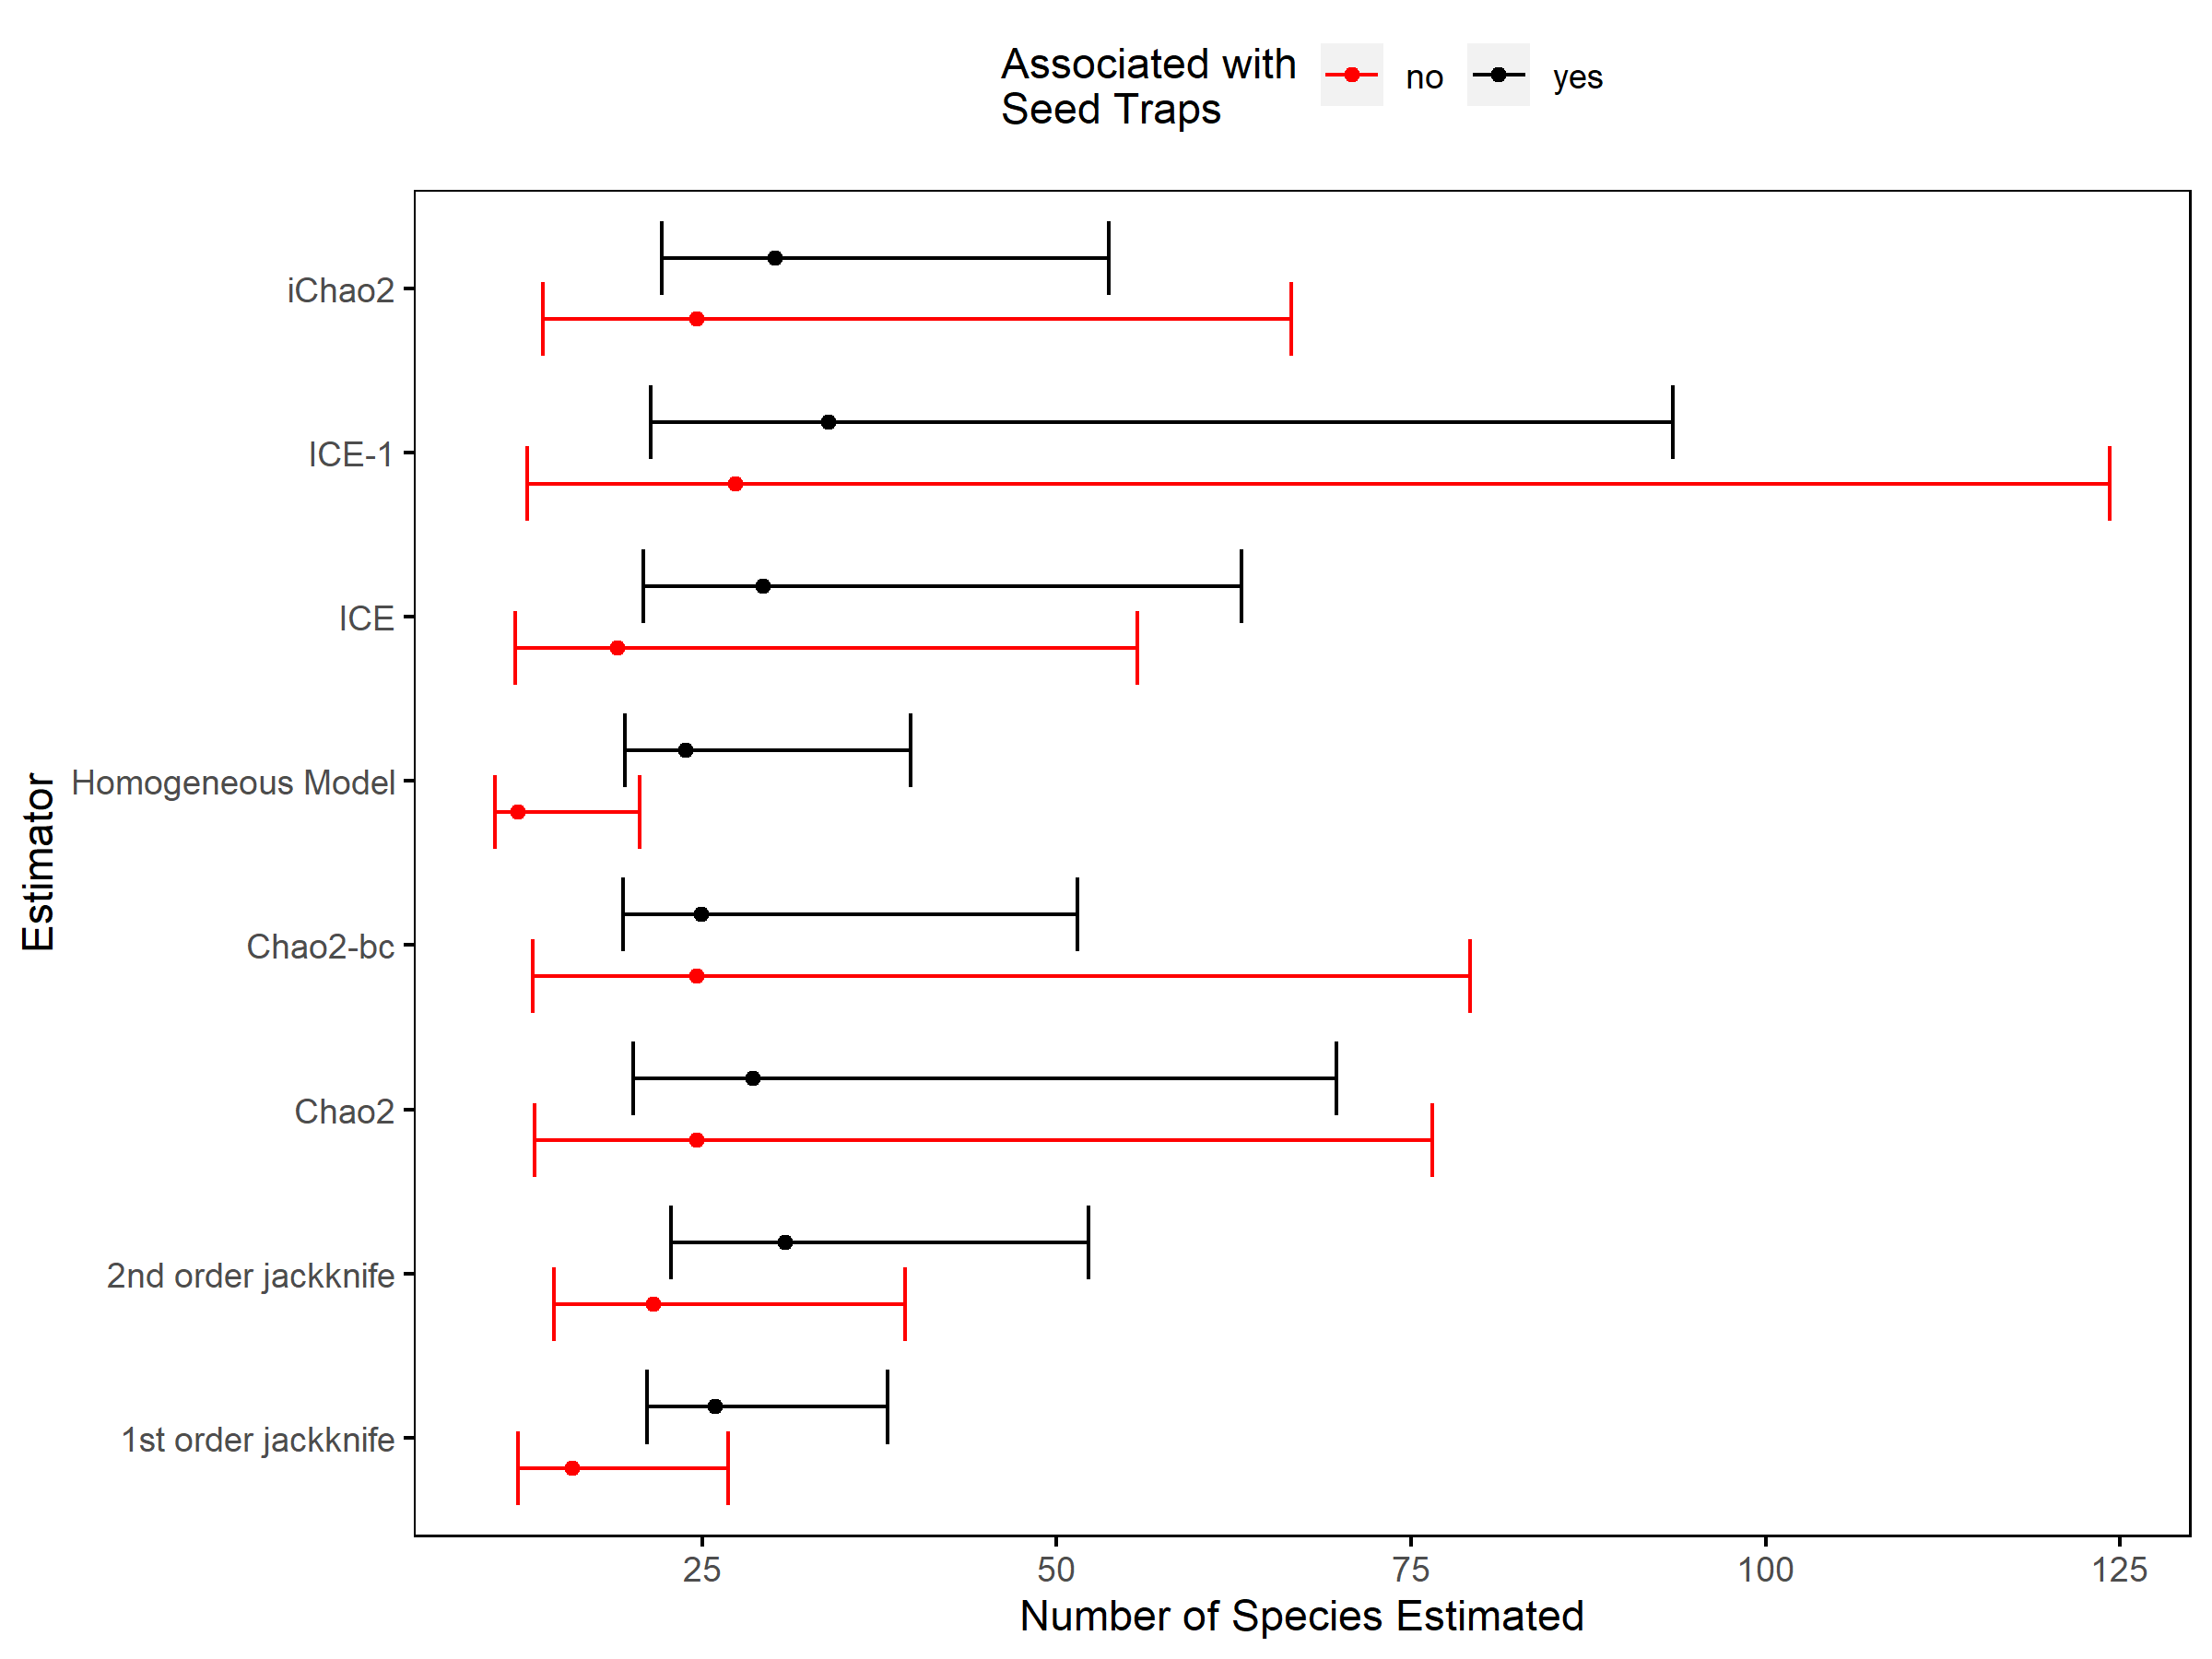 Associated with
Seed Traps
no
yes
iChao2
ICE-1
ICE
Homogeneous Model
Chao2-bc
Chao2
2nd order jackknife
1st order jackknife
Estimator
25 50 75 100 125
Number of Species Estimated